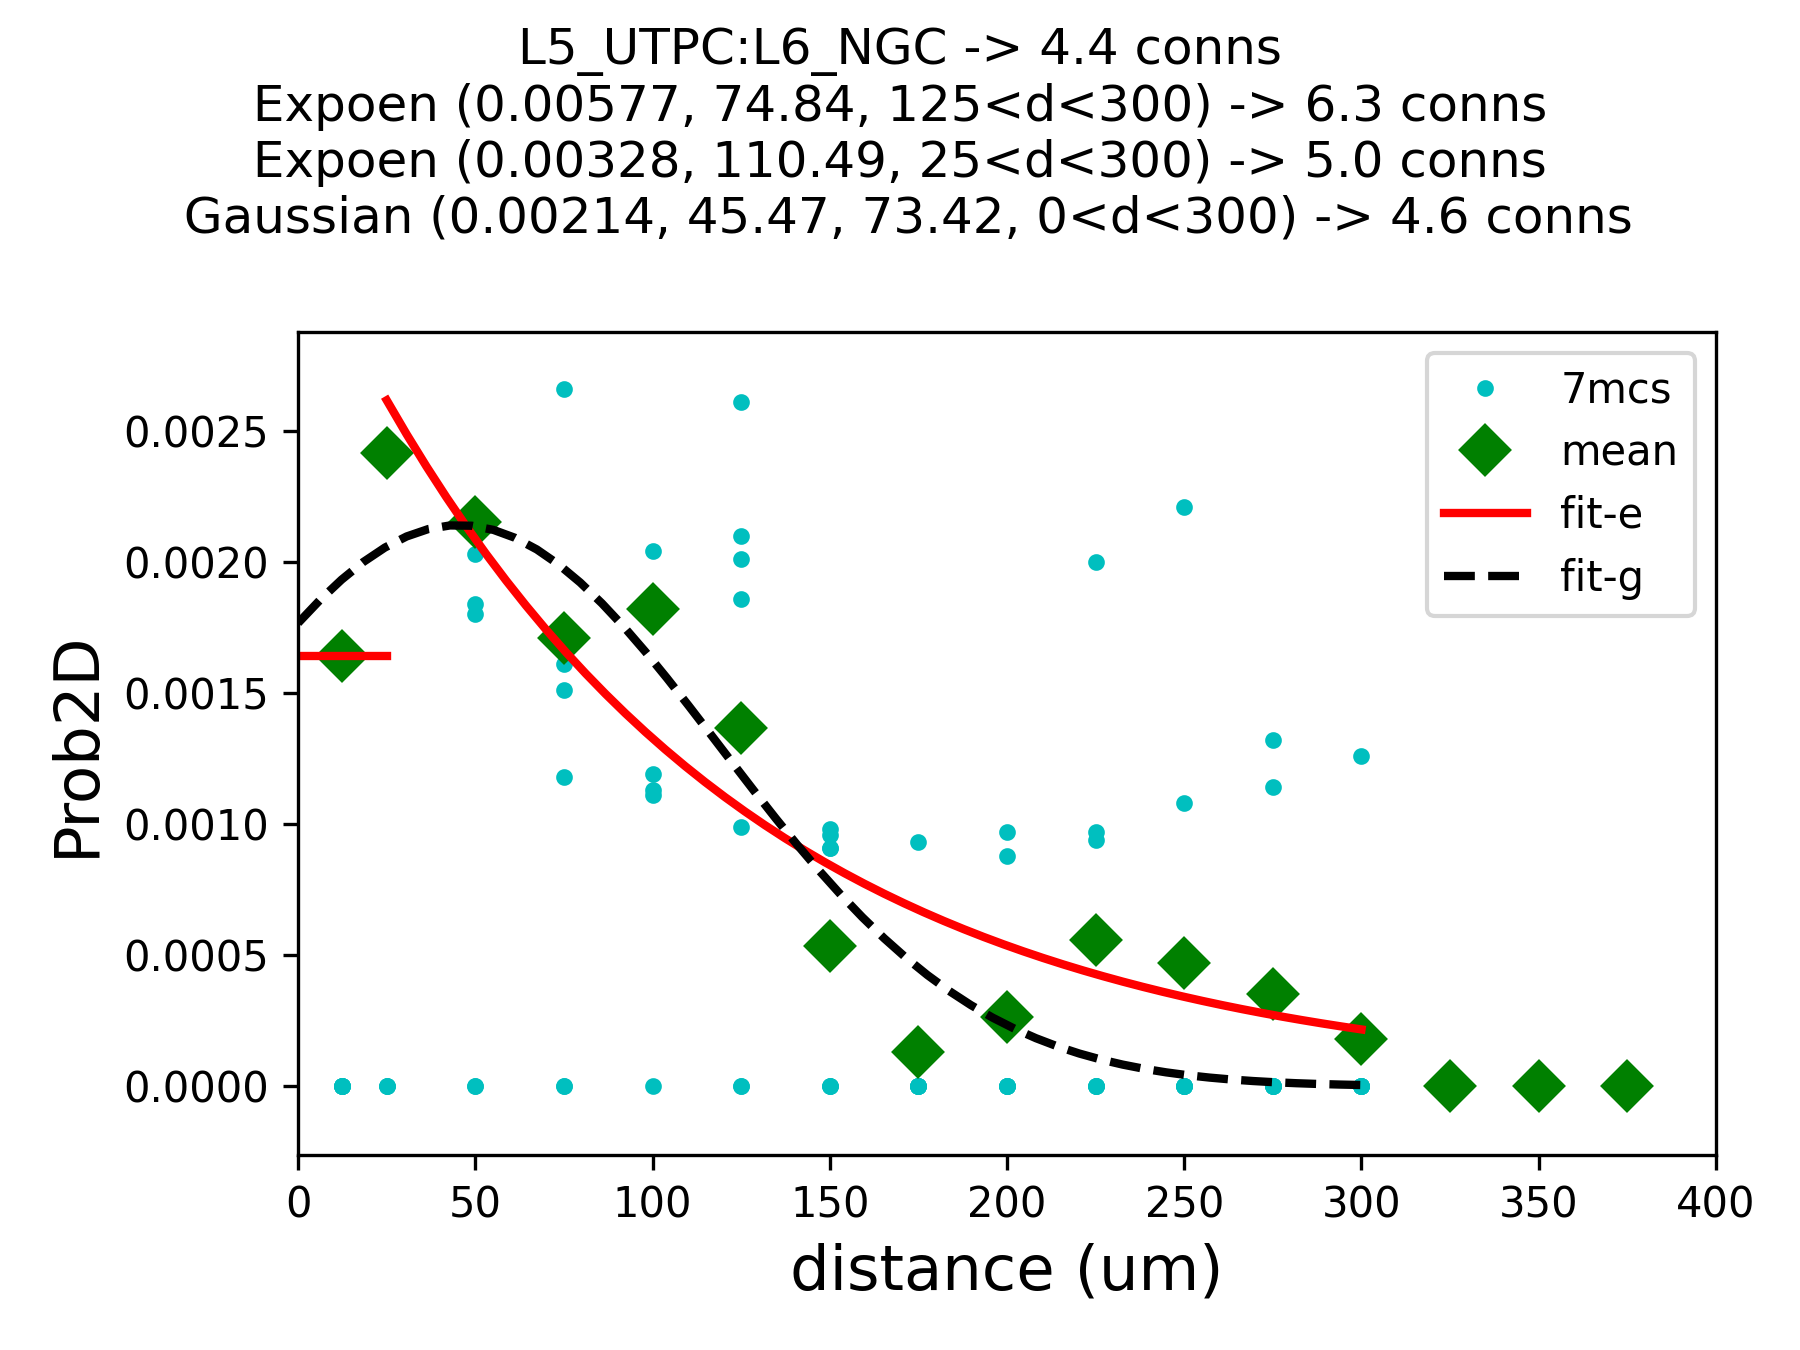 L5_UTPC:L6_NGC -> 4.4 conns
Expoen (0.00577, 74.84, 125<d<300) -> 6.3 conns
Expoen (0.00328, 110.49, 25<d<300) -> 5.0 conns
Gaussian (0.00214, 45.47, 73.42, 0<d<300) -> 4.6 conns
7mcs
mean
fit-e
fit-g
Prob2D
0.0025
0.0020
0.0015
0.0010
0.0005
0.0000
0 50 100 150 200 250 300 350 400
distance (um)